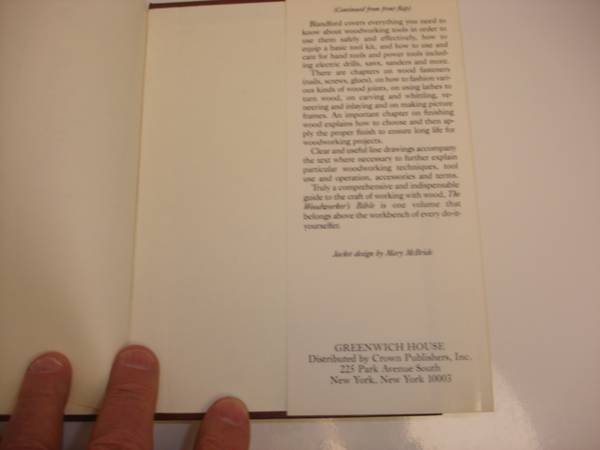 (Continued from front flap)
Blandford covers everything you need to
know about woodworking tools in order to
use them safely and effectively, how to
equip a basic tool kit, and how to use and
care for hand tools and power tools includ-
ing electric drills, saws, sanders and more.
There are chapters on wood fasteners
(nails, screws, glues), on how to fashion vari-
ous kinds of wood joints, on using lathes to
turn wood, on carving and whittling, ve-
neering and inlaying and on making picture
frames. An important chapter on finishing
wood explains how to choose and then ap-
ply the proper finish to ensure long life for
woodworking projects.
Clear and useful line drawings accompany
the text where necessary to further explain
particular woodworking techniques, tool
use and operation, accessories and terms.
Truly a comprehensive and indispensable
guide to the craft of working with wood, The
Woodworker's Bible is one volume that
belongs above the workbench of every do-it-
yourselfer.
Jacket design by Mary McBride
GREENWICH HOUSE
Distributed by Crown Publishers, Inc.
225 Park Avenue South
New York, New York 10003